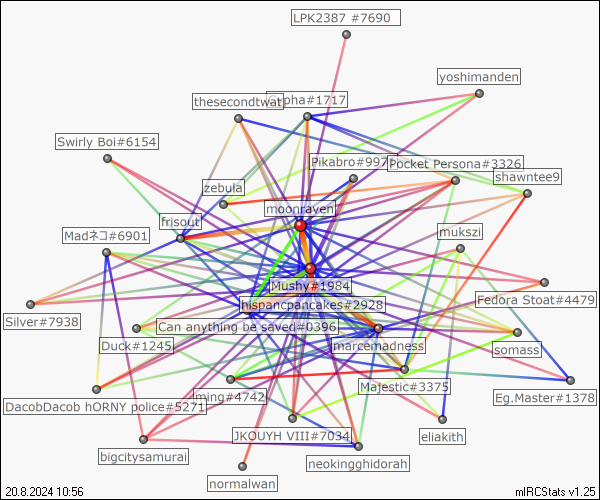 LPK2387 #7690
yoshimanden
thesecondtwat
pha#1717
Swirly Boi#6154
Pikabro#997
Pocket Persona#3326
shawntee9
zebula
moonraven
frisout
Madネコ#6901
mukszi
Mushy#1984
hispanicpancakes#2928
Fedora Stoat#4479
Silver#7938
Can anything be saved#0396
Duck#1245
marcemadness
somass
Majestic#3375
Eg.Master#1378
ming#4742
DacobDacob hORNY police#5271
JKOUYH VIII#7034
eliakith
bigcitysamurai
neokingghidorah
normalwan
20.8.2024 10:56
mIRCStats v1.25